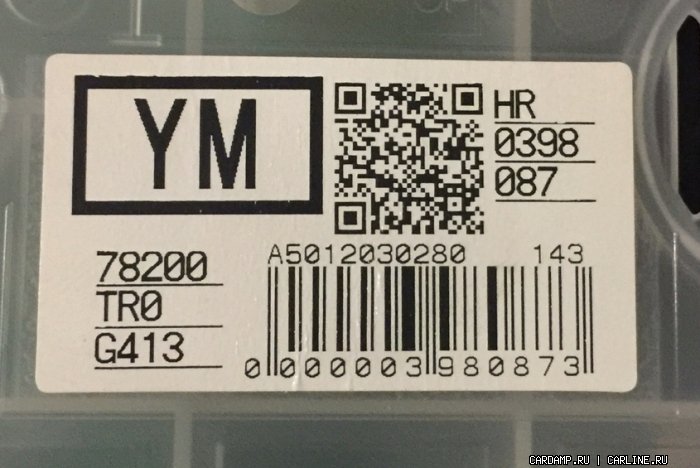 YM
HR
0398
087
78200
TR0
G413
A5012030280 143
0 000003 980873
CARDAMP.RU | CARLINE.RU